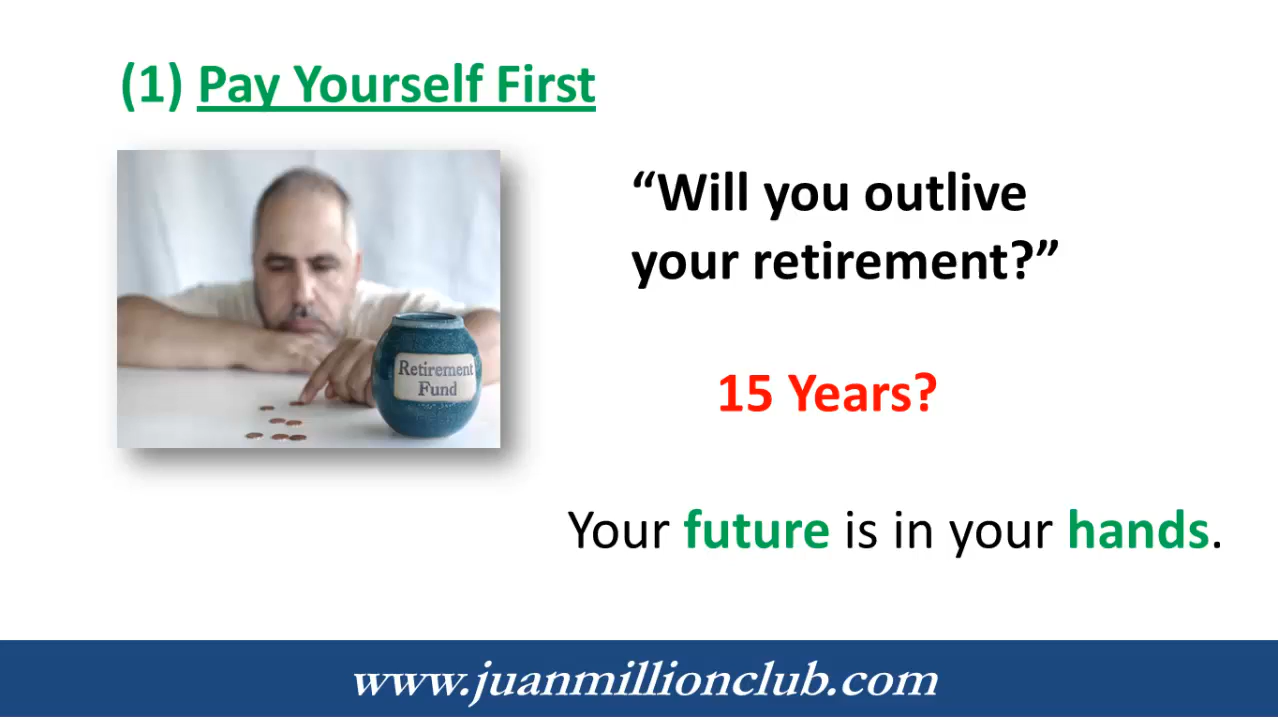 (1) Pay Yourself First
“Will you outlive
your retirement?”
Retirement
Fund
15 Years?
Your future is in your hands.
www.juanmillionclub.com